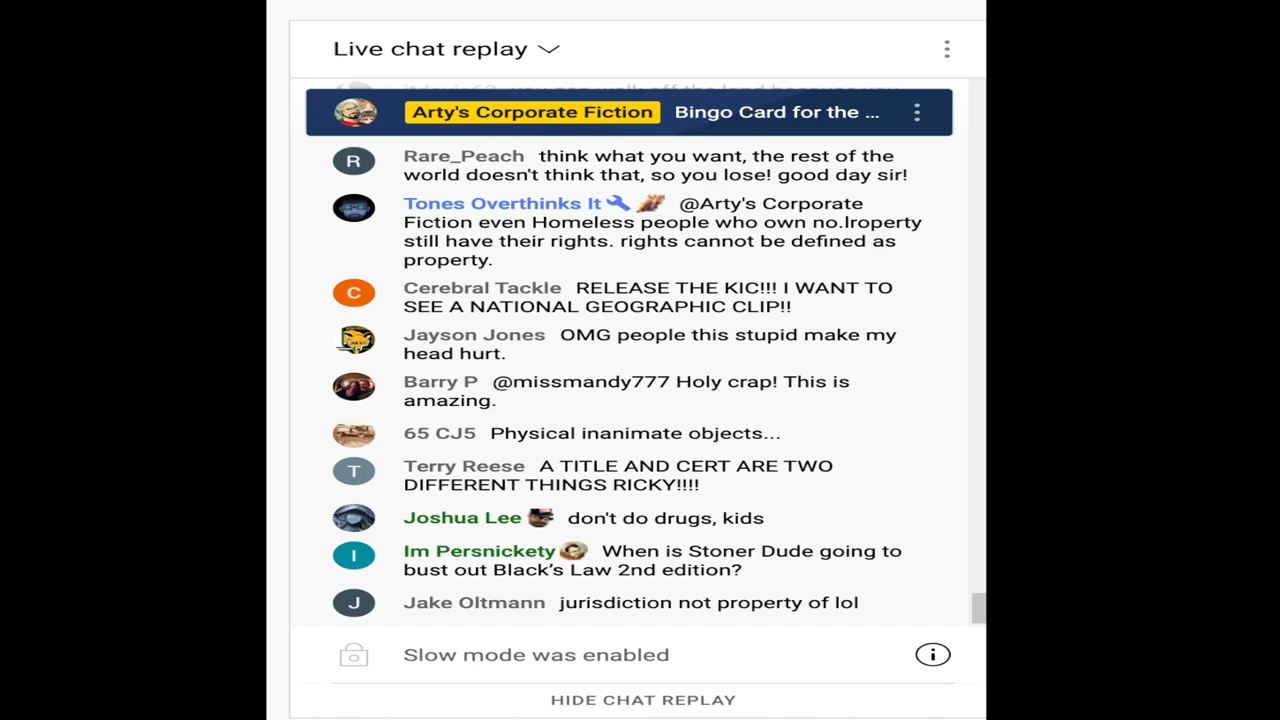 Live chat replay
Arty's Corporate Fiction Bingo Card for the ...
R Rare_Peach think what you want, the rest of the
world doesn't think that, so you lose! good day sir!
Tones Overthinks It @Arty's Corporate
Fiction even Homeless people who own no.lroperty
still have their rights. rights cannot be defined as
property.
C Cerebral Tackle RELEASE THE KIC!!! I WANT TO
SEE A NATIONAL GEOGRAPHIC CLIP!!
Jayson Jones OMG people this stupid make my
head hurt.
Barry P @missmandy777 Holy crap! This is
amazing.
65 CJ5 Physical inanimate objects...
T Terry Reese A TITLE AND CERT ARE TWO
DIFFERENT THINGS RICKY!!!!
Joshua Lee don't do drugs, kids
I Im Persnickety When is Stoner Dude going to
bust out Black’s Law 2nd edition?
J Jake Oltmann jurisdiction not property of lol
Slow mode was enabled
HIDE CHAT REPLAY